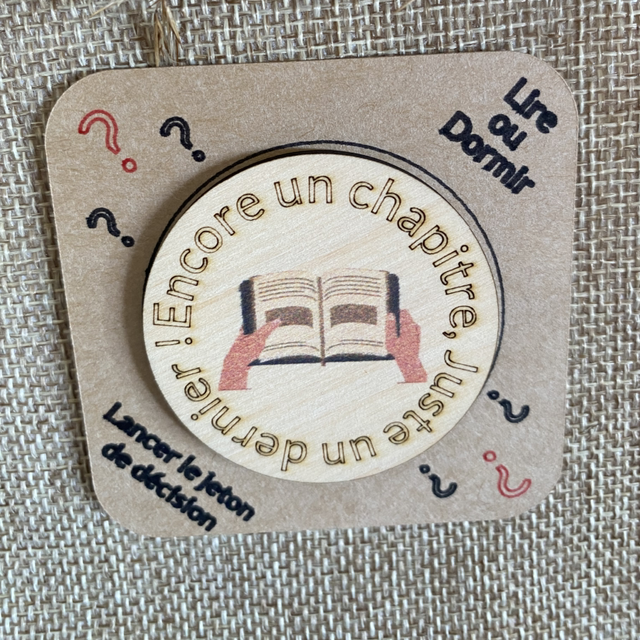 Lire
ou
Dormir
Encore un chapitre, Juste un dernier !
Lancer le jeton
de décision
? ? ?
? ? ?